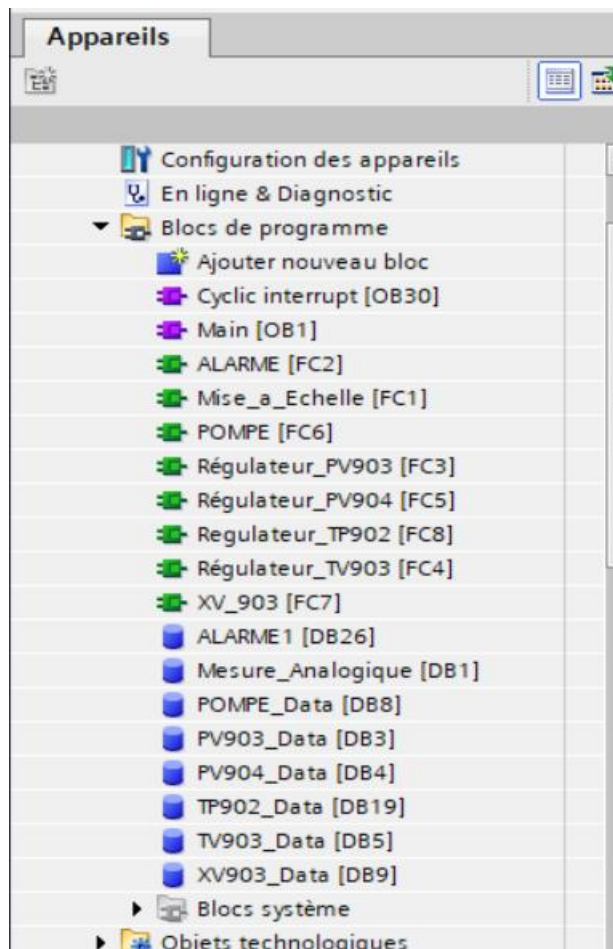 Appareils
Configuration des appareils
En ligne & Diagnostic
Blocs de programme
Ajouter nouveau bloc
Cyclic interrupt [OB30]
Main [OB1]
ALARME [FC2]
Mise_a_Echelle [FC1]
POMPE [FC6]
Régulateur_PV903 [FC3]
Régulateur_PV904 [FC5]
Regulateur_TP902 [FC8]
Régulateur_TV903 [FC4]
XV_903 [FC7]
ALARME1 [DB26]
Mesure_Analogique [DB1]
POMPE_Data [DB8]
PV903_Data [DB3]
PV904_Data [DB4]
TP902_Data [DB19]
TV903_Data [DB5]
XV903_Data [DB9]
Blocs système
Objets technologiques